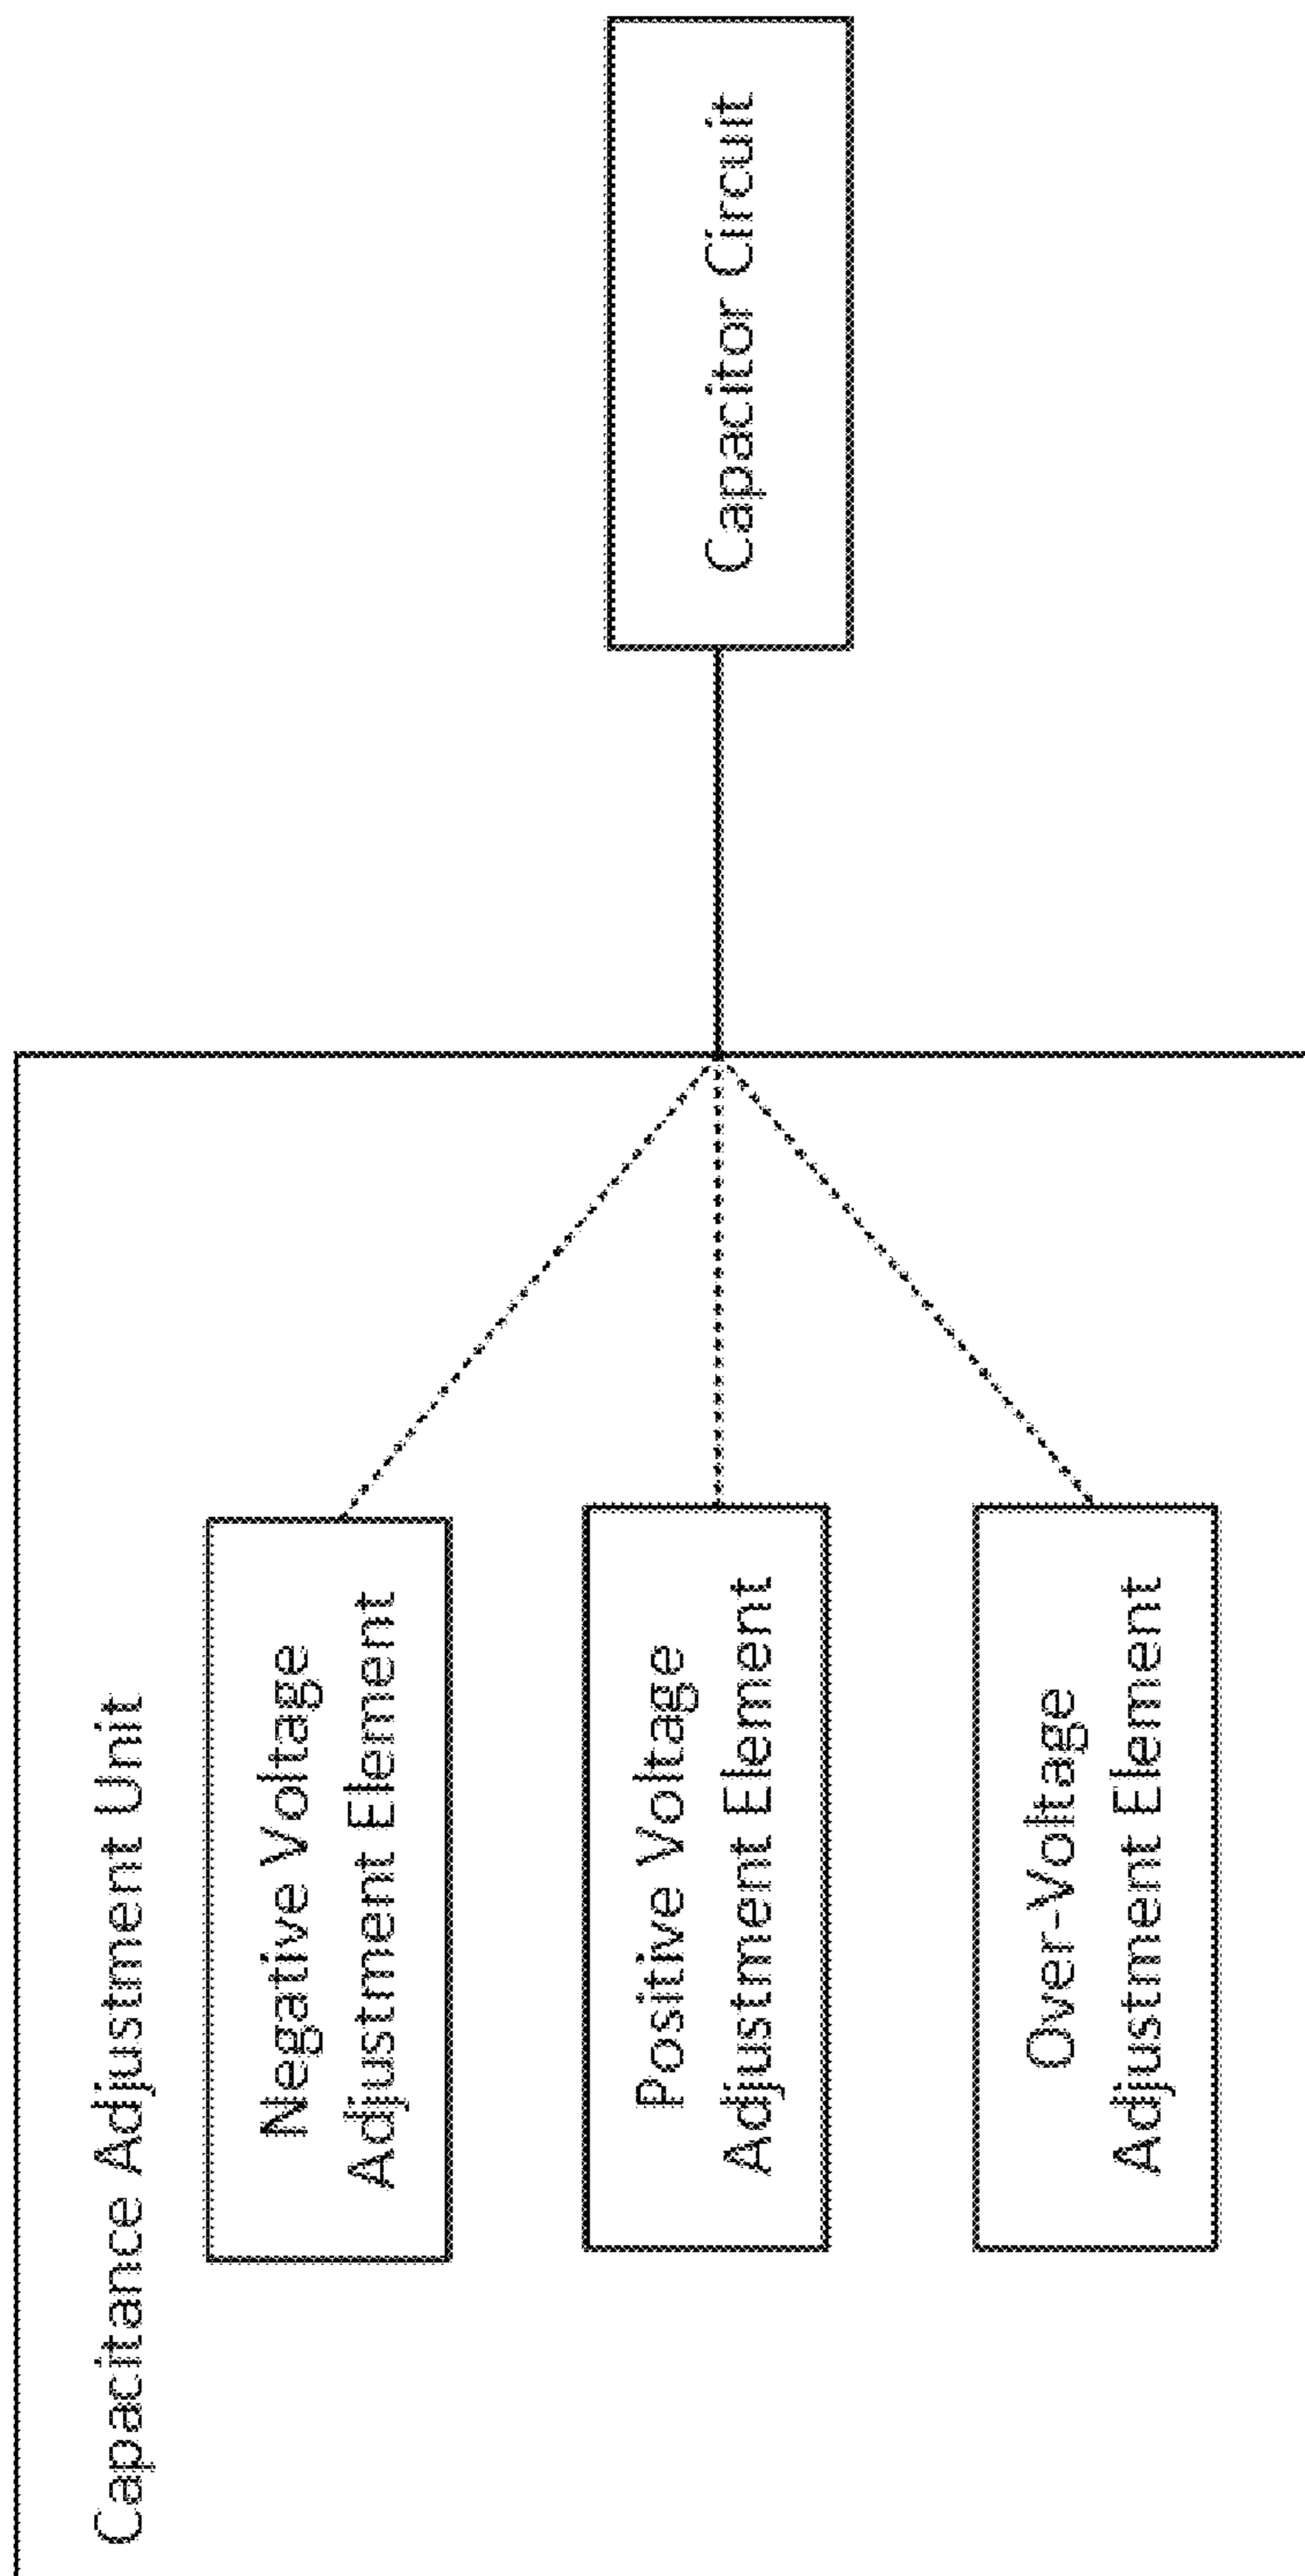 Capacitance Adjustment Unit
Negative Voltage
Adjustment Element
Positive Voltage
Adjustment Element
Over-Voltage
Adjustment Element
Capacitor Circuit